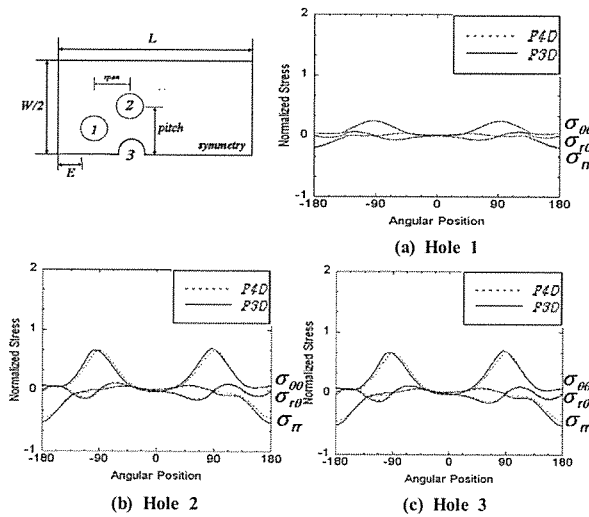 L
span
W/2
1
2
3
pitch
symmetry
E
2
1
0
-1
Normalized Stress
P4D
P3D
σθθ
σrθ
σrr
-180 -90 0 90 180
Angular Position
(a) Hole 1
2
1
0
-1
Normalized Stress
P4D
P3D
σθθ
σrθ
σrr
-180 -90 0 90 180
Angular Position
(b) Hole 2
2
1
0
-1
Normalized Stress
P4D
P3D
σθθ
σrθ
σrr
-180 -90 0 90 180
Angular Position
(c) Hole 3